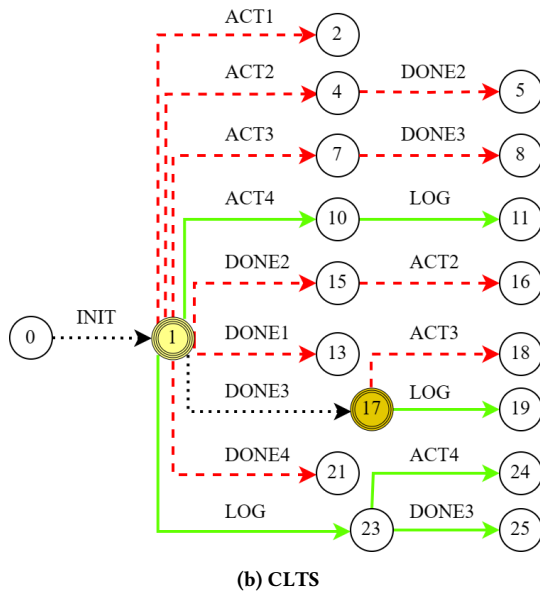 ACT1
2
ACT2
DONE2
4
5
ACT3
DONE3
7
8
ACT4
LOG
10
11
DONE2
ACT2
15
16
INIT
0
1
DONE1
ACT3
13
18
DONE3
LOG
17
19
DONE4
ACT4
21
24
LOG
DONE3
23
25
(b) CLTS